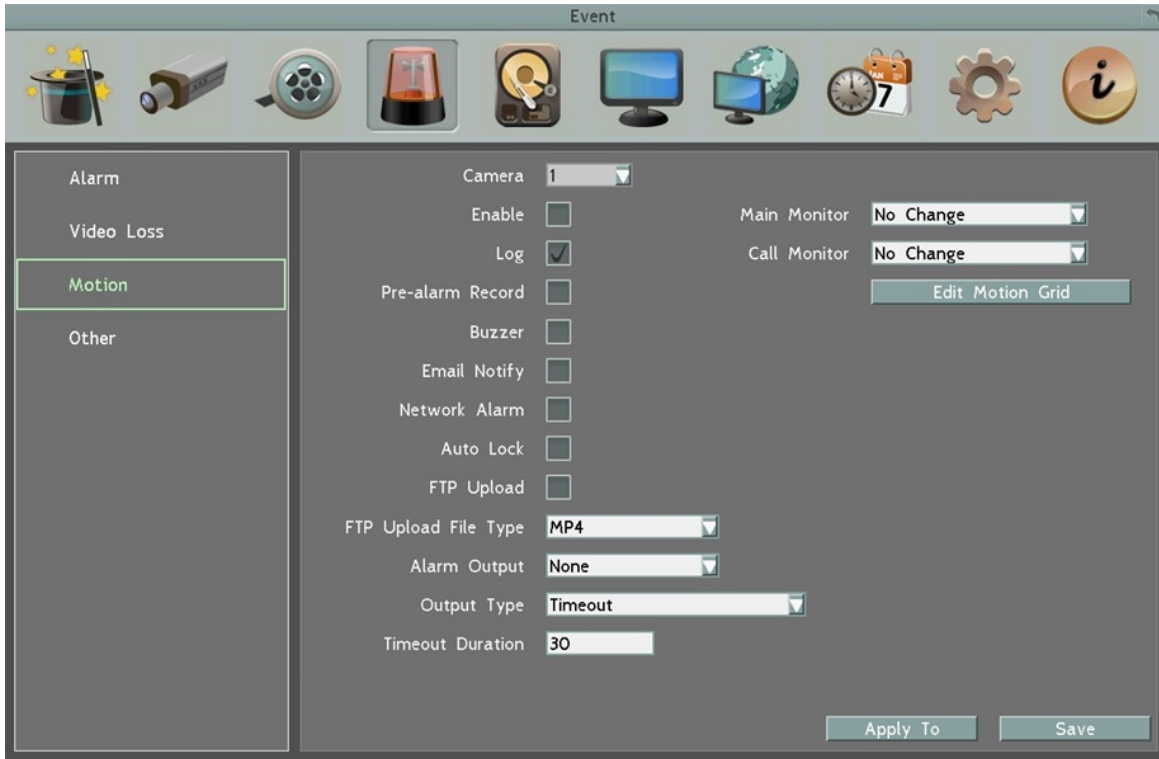 Event
JAN
7
i
Alarm
Video Loss
Motion
Other
Camera 1
Enable
Main Monitor No Change
Log
Call Monitor No Change
Pre-alarm Record
Edit Motion Grid
Buzzer
Email Notify
Network Alarm
Auto Lock
FTP Upload
FTP Upload File Type MP4
Alarm Output None
Output Type Timeout
Timeout Duration 30
Apply To
Save